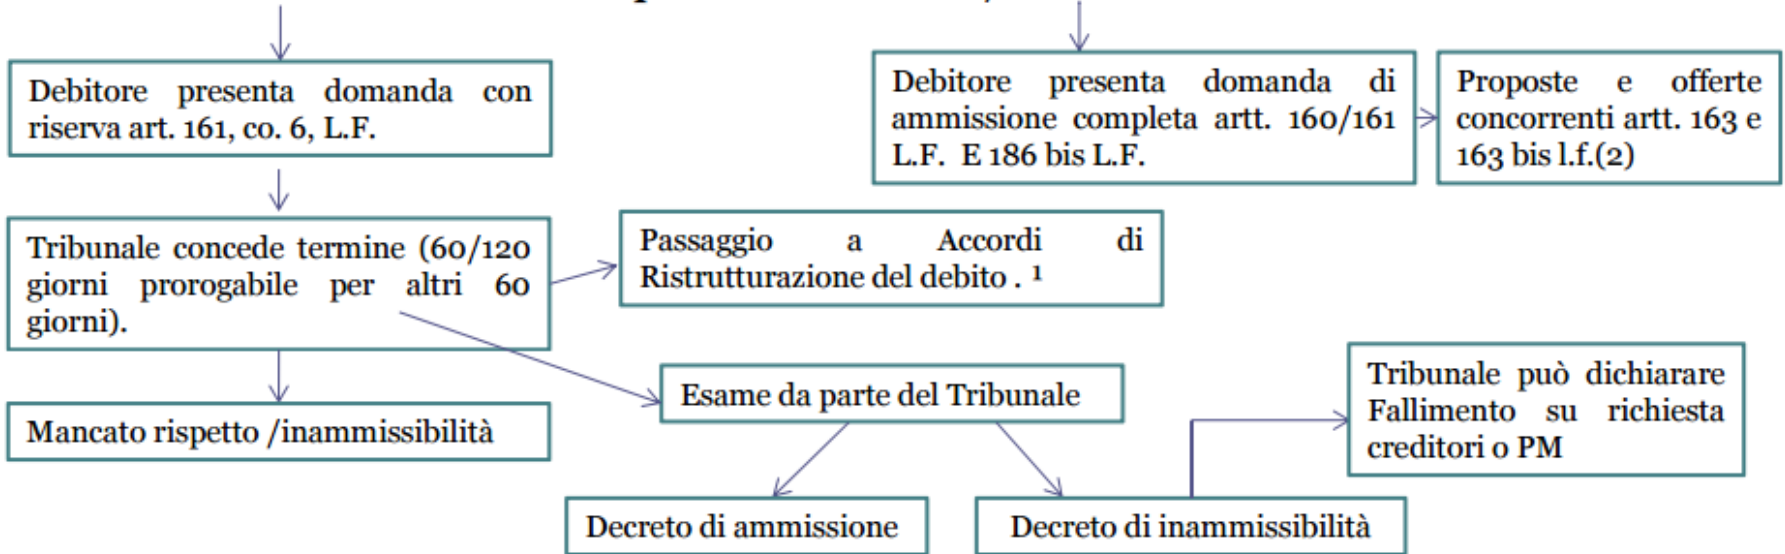 Debitore presenta domanda con
riserva art. 161, co. 6, L.F.
Debitore presenta domanda di
ammissione completa artt. 160/161
L.F. E 186 bis L.F.
Proposte e offerte
concorrenti artt. 163 e
163 bis l.f.(2)
Tribunale concede termine (60/120
giorni prorogabile per altri 60
giorni).
Passaggio a Accordi di
Ristrutturazione del debito . ¹
Mancato rispetto /inammissibilità
Esame da parte del Tribunale
Tribunale può dichiarare
Fallimento su richiesta
creditori o PM
Decreto di ammissione
Decreto di inammissibilità